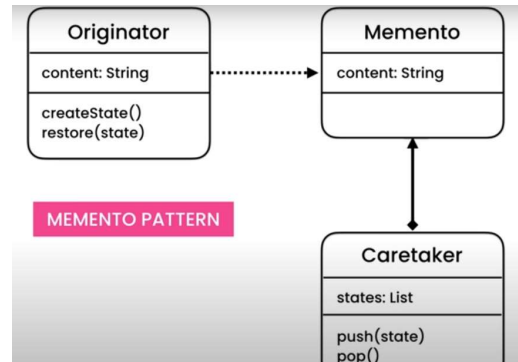 Originator
content: String
createState()
restore(state)
Memento
content: String
MEMENTO PATTERN
Caretaker
states: List
push(state)
pop()